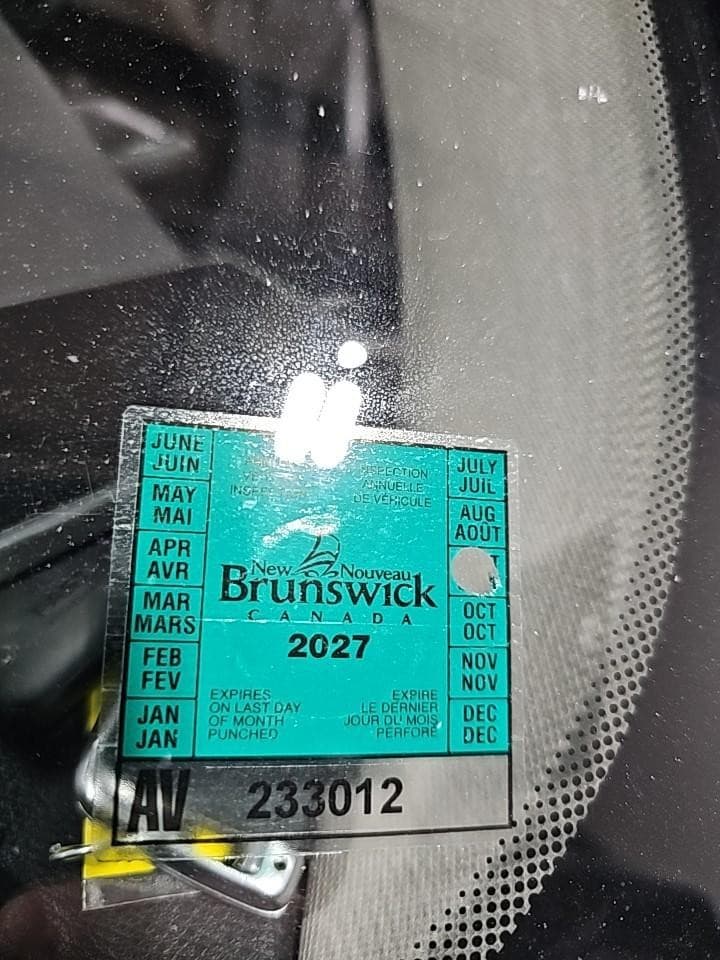 JUNE
JUIN
MAY
MAI
APR
AVR
MAR
MARS
FEB
FEV
JAN
JAN
INSPECTION
ANNUELLE
DE VÉHICULE
New Nouveau
Brunswick
CANADA
2027
EXPIRES
ON LAST DAY
OF MONTH
PUNCHED
EXPIRE
LE DERNIER
JOUR DU MOIS
PERFORÉ
JULY
JUIL
AUG
AOÛT
OCT
OCT
NOV
NOV
DEC
DEC
AV 233012